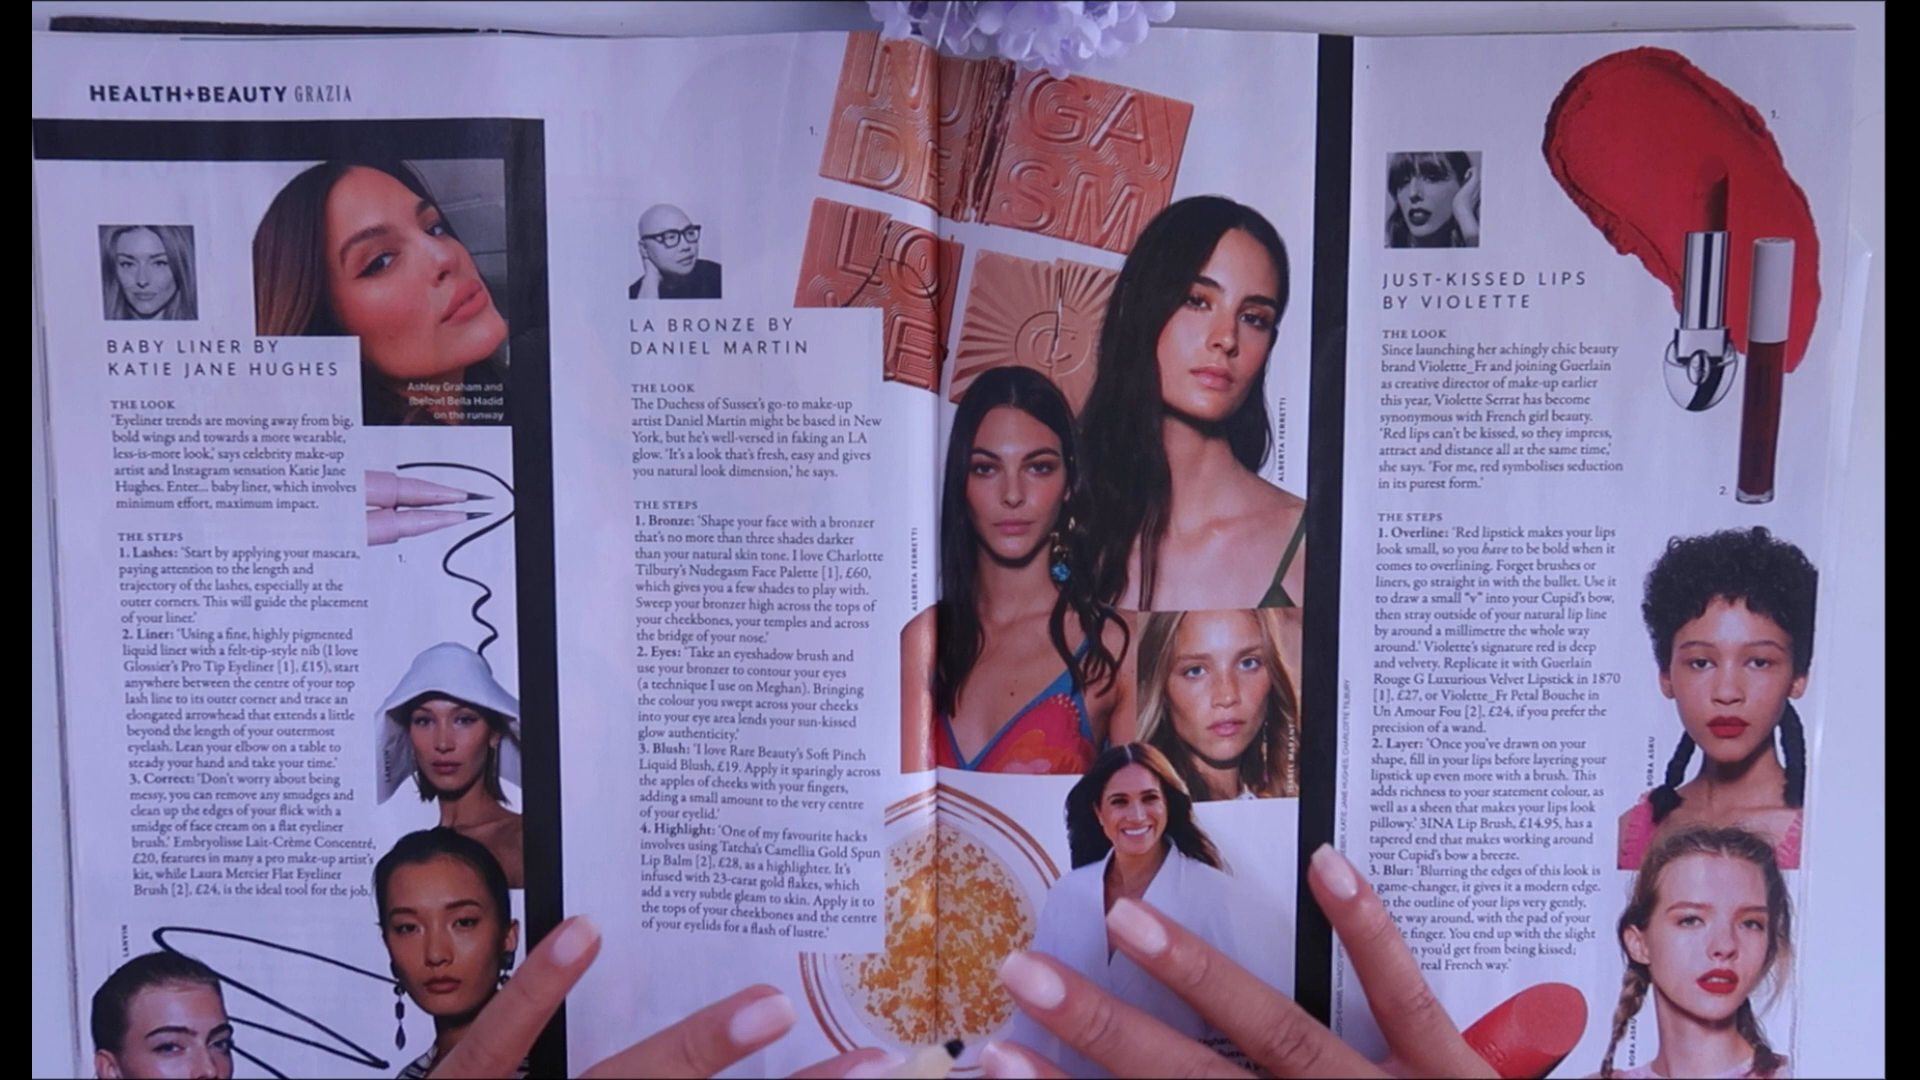 HEALTH+BEAUTY GRAZIA
BABY LINER BY
KATIE JANE HUGHES
Ashley Graham and
(below) Bella Hadid
on the runway
THE LOOK
'Eyeliner trends are moving away from big,
bold wings and towards a more wearable,
less-is-more look,' says celebrity make-up
artist and Instagram sensation Katie Jane
Hughes. Enter... baby liner, which involves
minimum effort, maximum impact.
THE STEPS
1. Lashes: 'Start by applying your mascara,
paying attention to the length and
trajectory of the lashes, especially at the
outer corners. This will guide the placement
of your liner.'
2. Liner: 'Using a fine, highly pigmented
liquid liner with a felt-tip-style nib (I love
Glossier's Pro Tip Eyeliner [1], £15), start
anywhere between the centre of your top
lash line to its outer corner and trace an
elongated arrowhead that extends a little
beyond the length of your outermost
eyelash. Lean your elbow on a table to
steady your hand and take your time.'
3. Correct: 'Don't worry about being
messy, you can remove any smudges and
clean up the edges of your flick with a
smidge of face cream on a flat eyeliner
brush.' Embryolisse Lait-Crème Concentré,
£20, features in many a pro make-up artist's
kit, while Laura Mercier Flat Eyeliner
Brush [2], £24, is the ideal tool for the job.
1.
LANVIN
LANVIN
1.
NUDE
GASM
LOVE
LA BRONZE BY
DANIEL MARTIN
THE LOOK
The Duchess of Sussex's go-to make-up
artist Daniel Martin might be based in New
York, but he's well-versed in faking an LA
glow. 'It's a look that's fresh, easy and gives
you natural look dimension,' he says.
THE STEPS
1. Bronze: 'Shape your face with a bronzer
that's no more than three shades darker
than your natural skin tone. I love Charlotte
Tilbury's Nudegasm Face Palette [1], £60,
which gives you a few shades to play with.
Sweep your bronzer high across the tops of
your cheekbones, your temples and across
the bridge of your nose.'
2. Eyes: 'Take an eyeshadow brush and
use your bronzer to contour your eyes
(a technique I use on Meghan). Bringing
the colour you swept across your cheeks
into your eye area lends your sun-kissed
glow authenticity.'
3. Blush: 'I love Rare Beauty's Soft Pinch
Liquid Blush, £19. Apply it sparingly across
the apples of cheeks with your fingers,
adding a small amount to the very centre
of your eyelid.'
4. Highlight: 'One of my favourite hacks
involves using Tatcha's Camellia Gold Spun
Lip Balm [2], £28, as a highlighter. It's
infused with 23-carat gold flakes, which
add a very subtle gleam to skin. Apply it to
the tops of your cheekbones and the centre
of your eyelids for a flash of lustre.'
ALBERTA FERRETTI
ALBERTA FERRETTI
ISABEL MARANT
KATIE JANE HUGHES, CHARLOTTE TILBURY
1.
JUST-KISSED LIPS
BY VIOLETTE
THE LOOK
Since launching her achingly chic beauty
brand Violette_Fr and joining Guerlain
as creative director of make-up earlier
this year, Violette Serrat has become
synonymous with French girl beauty.
'Red lips can't be kissed, so they impress,
attract and distance all at the same time,'
she says. 'For me, red symbolises seduction
in its purest form.'
2.
THE STEPS
1. Overline: 'Red lipstick makes your lips
look small, so you have to be bold when it
comes to overlining. Forget brushes or
liners, go straight in with the bullet. Use it
to draw a small "v" into your Cupid's bow,
then stray outside of your natural lip line
by around a millimetre the whole way
around.' Violette's signature red is deep
and velvety. Replicate it with Guerlain
Rouge G Luxurious Velvet Lipstick in 1870
[1], £27, or Violette_Fr Petal Bouche in
Un Amour Fou [2], £24, if you prefer the
precision of a wand.
2. Layer: 'Once you've drawn on your
shape, fill in your lips before layering your
lipstick up even more with a brush. This
adds richness to your statement colour, as
well as a sheen that makes your lips look
pillowy.' 3INA Lip Brush, £14.95, has a
tapered end that makes working around
your Cupid's bow a breeze.
3. Blur: 'Blurring the edges of this look is
game-changer, it gives it a modern edge.
the outline of your lips very gently,
way around, with the pad of your
finger. You end up with the slight
you'd get from being kissed;
real French way.'
BORA AKSU
BORA AKSU